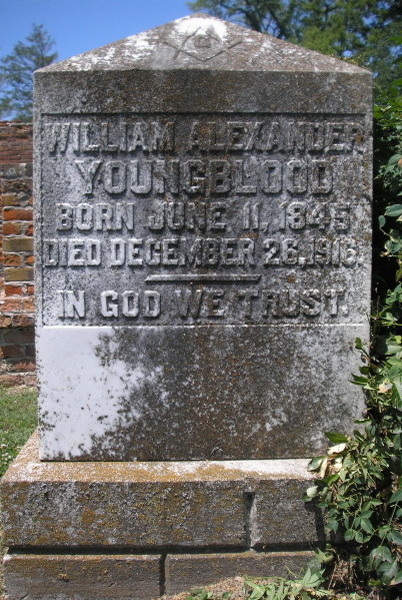 WILLIAM ALEXANDER
YOUNGBLOOD
BORN JUNE 11, 1845
DIED DECEMBER 26, 1916.
IN GOD WE TRUST.